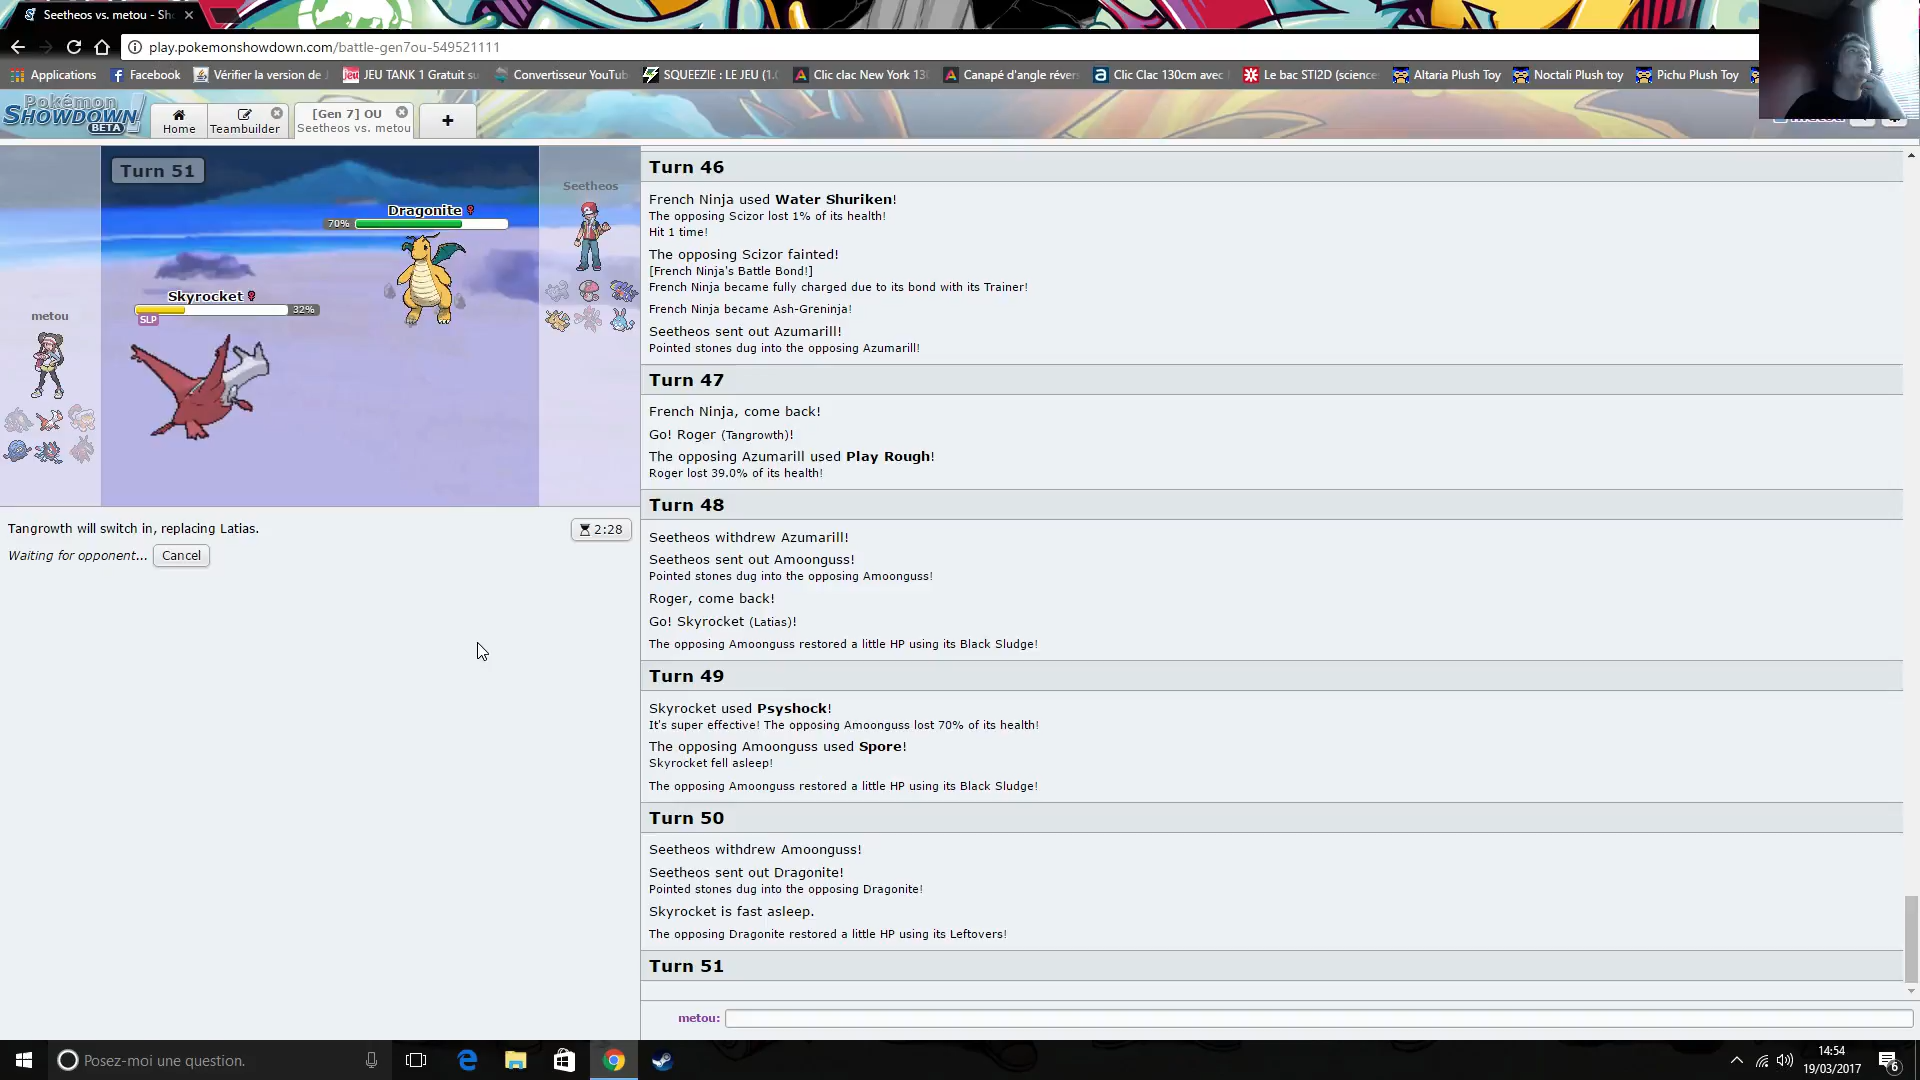 Seetheos vs. metou - Sh
play.pokemonshowdown.com/battle-gen7ou-549521111
Applications
Facebook
Vérifier la version de
JEU TANK 1 Gratuit su
Convertisseur YouTub
SQUEEZIE : LE JEU (1.
Clic clac New York 13
Canapé d'angle révers
Clic Clac 130cm avec
Le bac STI2D (science
Altaria Plush Toy
Noctali Plush toy
Pichu Plush Toy
Pokémon
SHOWDOWN!
BETA
Home
Teambuilder
[Gen 7] OU
Seetheos vs. metou
+
Turn 51
Seetheos
Dragonite
70%
Skyrocket
32%
SLP
metou
Tangrowth will switch in, replacing Latias.
2:28
Waiting for opponent...
Cancel
Turn 46
French Ninja used Water Shuriken!
The opposing Scizor lost 1% of its health!
Hit 1 time!
The opposing Scizor fainted!
[French Ninja's Battle Bond!]
French Ninja became fully charged due to its bond with its Trainer!
French Ninja became Ash-Greninja!
Seetheos sent out Azumarill!
Pointed stones dug into the opposing Azumarill!
Turn 47
French Ninja, come back!
Go! Roger (Tangrowth)!
The opposing Azumarill used Play Rough!
Roger lost 39.0% of its health!
Turn 48
Seetheos withdrew Azumarill!
Seetheos sent out Amoonguss!
Pointed stones dug into the opposing Amoonguss!
Roger, come back!
Go! Skyrocket (Latias)!
The opposing Amoonguss restored a little HP using its Black Sludge!
Turn 49
Skyrocket used Psyshock!
It's super effective! The opposing Amoonguss lost 70% of its health!
The opposing Amoonguss used Spore!
Skyrocket fell asleep!
The opposing Amoonguss restored a little HP using its Black Sludge!
Turn 50
Seetheos withdrew Amoonguss!
Seetheos sent out Dragonite!
Pointed stones dug into the opposing Dragonite!
Skyrocket is fast asleep.
The opposing Dragonite restored a little HP using its Leftovers!
Turn 51
metou:
Posez-moi une question.
14:54
19/03/2017
6